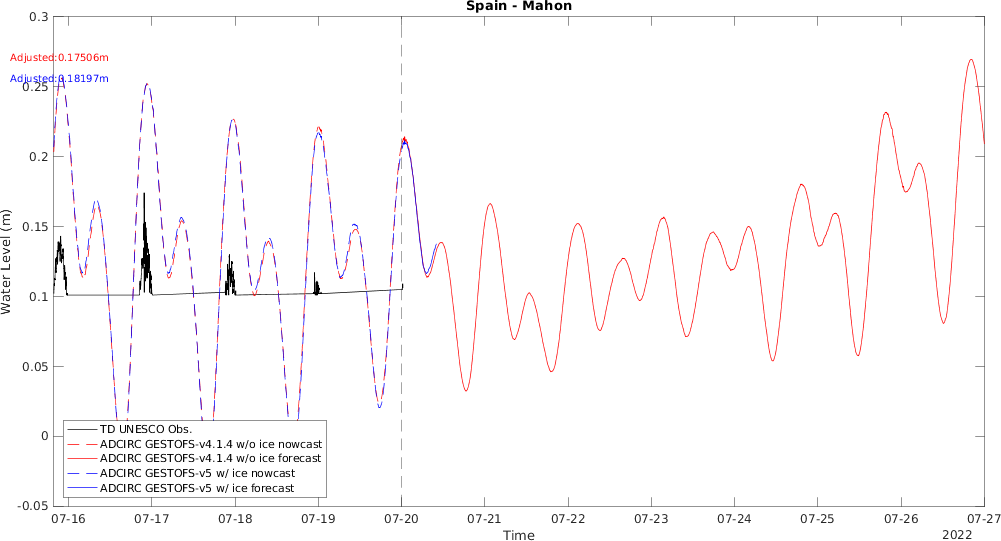 Spain - Mahon
Adjusted:0.17506m
Adjusted:0.18197m
Water Level (m)
0.3
0.25
0.2
0.15
0.1
0.05
0
-0.05
TD UNESCO Obs.
ADCIRC GESTOFS-v4.1.4 w/o ice nowcast
ADCIRC GESTOFS-v4.1.4 w/o ice forecast
ADCIRC GESTOFS-v5 w/ ice nowcast
ADCIRC GESTOFS-v5 w/ ice forecast
07-16 07-17 07-18 07-19 07-20 07-21 07-22 07-23 07-24 07-25 07-26 07-27
Time
2022